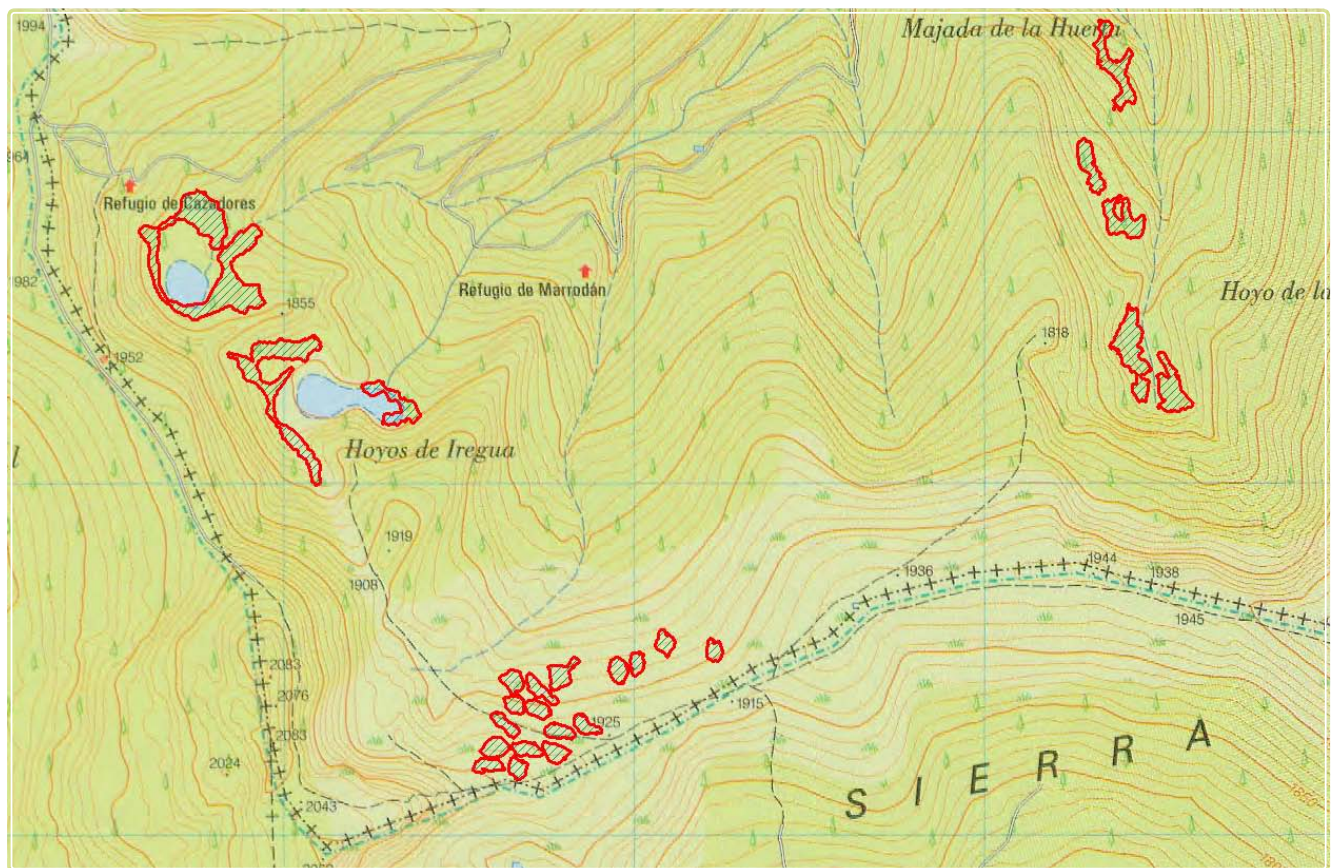 1994
Majada de la Huerta
Refugio de Cazadores
1982
Refugio de Marrodán
Hoyo de la
1855
1818
1952
Hoyos de Iregua
l
1919
1908
1936
1944
1938
1945
2083
2076
2083
1925
1915
2024
2043
SIERRA